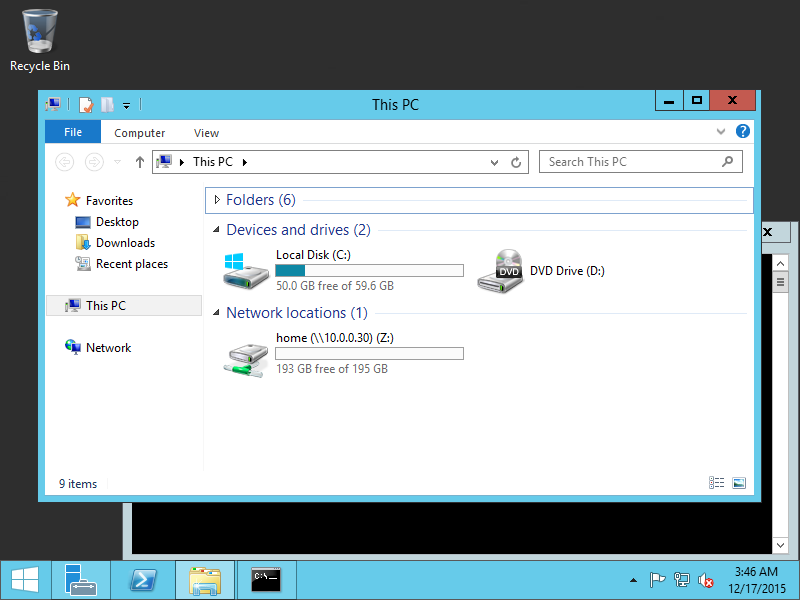 Recycle Bin
This PC
File
Computer
View
This PC
Search This PC
Favorites
Desktop
Downloads
Recent places
This PC
Network
Folders (6)
Devices and drives (2)
Local Disk (C:)
50.0 GB free of 59.6 GB
DVD
DVD Drive (D:)
Network locations (1)
home (\\10.0.0.30) (Z:)
193 GB free of 195 GB
9 items
C:\_
3:46 AM
12/17/2015